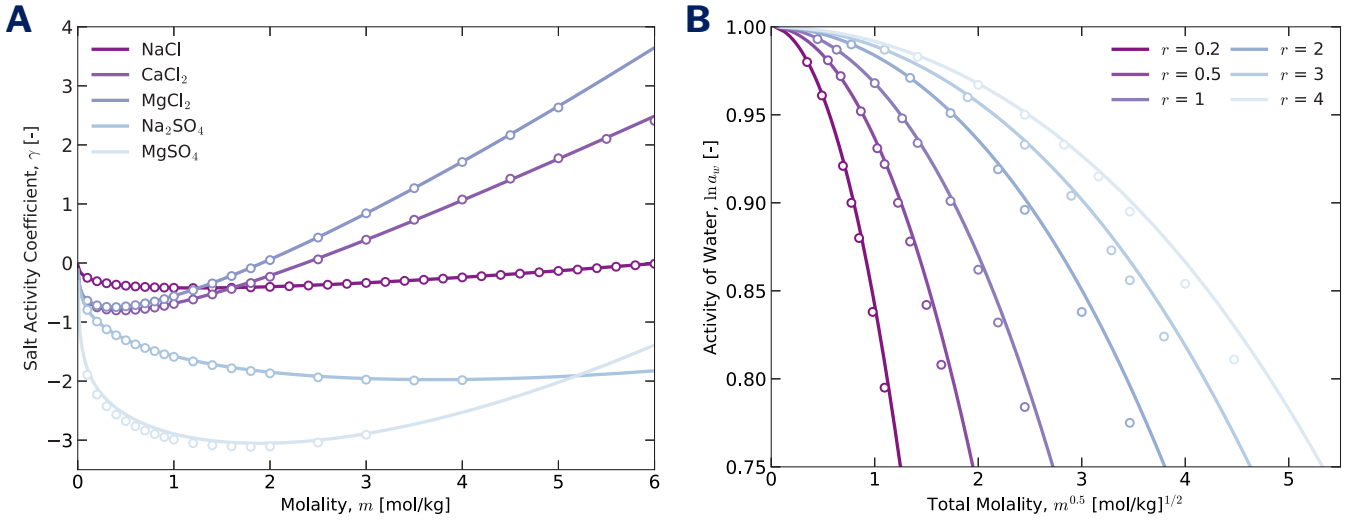 A
4
3
2
1
0
−1
−2
−3
Salt Activity Coefficient, γ [-]
NaCl
CaCl₂
MgCl₂
Na₂SO₄
MgSO₄
0 1 2 3 4 5 6
Molality, m [mol/kg]
B
1.00
0.95
0.90
0.85
0.80
0.75
Activity of Water, ln a_w [-]
r = 0.2 r = 2
r = 0.5 r = 3
r = 1 r = 4
0 1 2 3 4 5
Total Molality, m^0.5 [mol/kg]^1/2